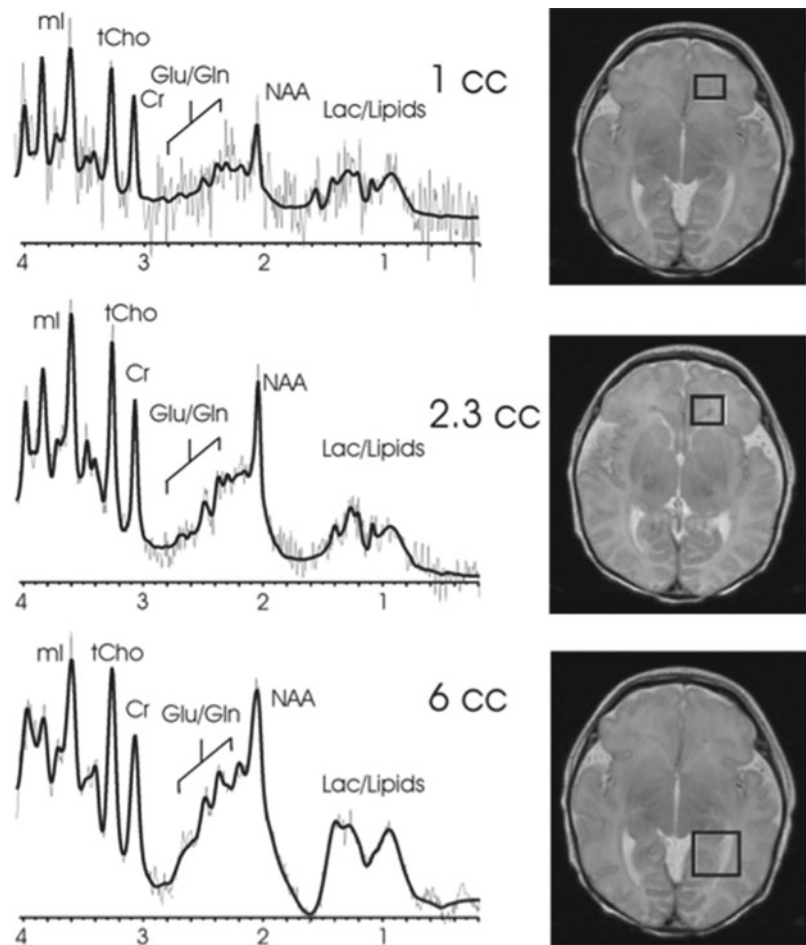 mI
tCho
Cr
Glu/Gln
NAA
Lac/Lipids
1 cc
4 3 2 1
mI
tCho
Cr
Glu/Gln
NAA
Lac/Lipids
2.3 cc
4 3 2 1
mI
tCho
Cr
Glu/Gln
NAA
Lac/Lipids
6 cc
4 3 2 1